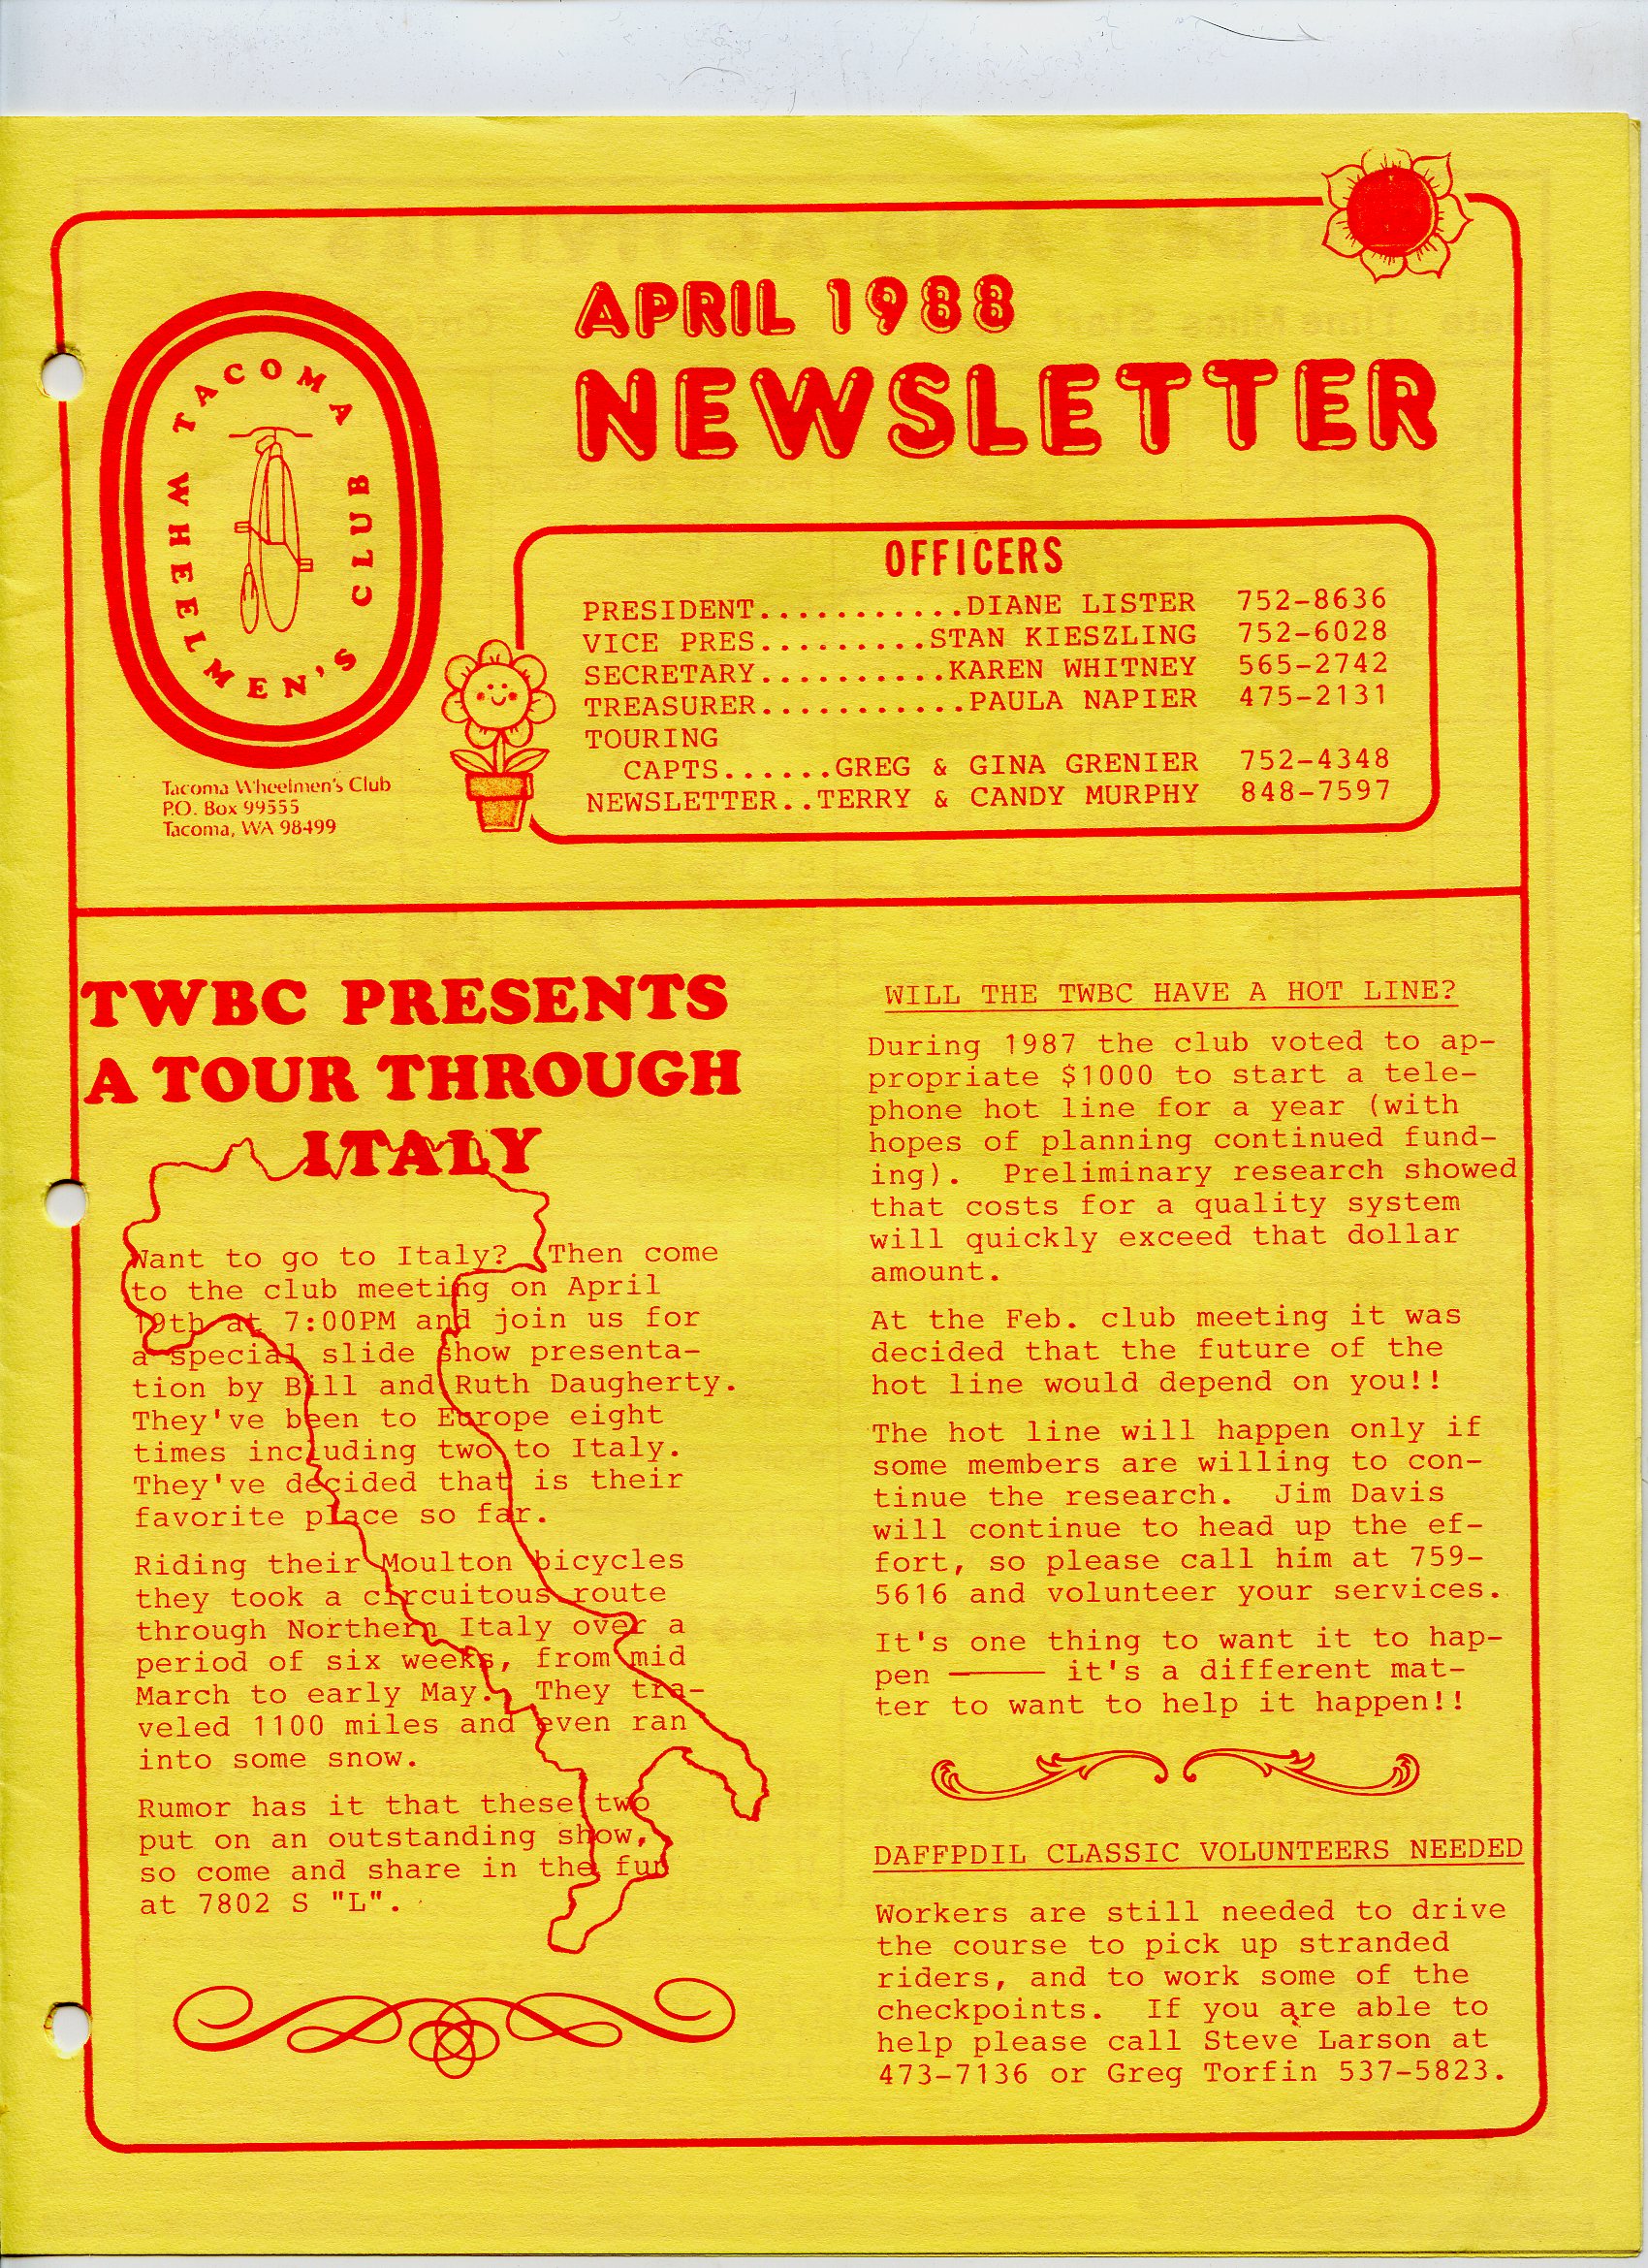 APRIL 1988
NEWSLETTER
TACOMA WHEELMEN'S CLUB
Tacoma Wheelmen's Club
P.O. Box 99555
Tacoma, WA 98499
OFFICERS
PRESIDENT...........DIANE LISTER 752-8636
VICE PRES.........STAN KIESZLING 752-6028
SECRETARY..........KAREN WHITNEY 565-2742
TREASURER...........PAULA NAPIER 475-2131
TOURING
CAPTS......GREG & GINA GRENIER 752-4348
NEWSLETTER..TERRY & CANDY MURPHY 848-7597
TWBC PRESENTS
A TOUR THROUGH
ITALY
Want to go to Italy? Then come
to the club meeting on April
19th at 7:00PM and join us for
a special slide show presenta-
tion by Bill and Ruth Daugherty.
They've been to Europe eight
times including two to Italy.
They've decided that is their
favorite place so far.
Riding their Moulton bicycles
they took a circuitous route
through Northern Italy over a
period of six weeks, from mid
March to early May. They tra-
veled 1100 miles and even ran
into some snow.
Rumor has it that these two
put on an outstanding show,
so come and share in the fun
at 7802 S "L".
WILL THE TWBC HAVE A HOT LINE?
During 1987 the club voted to ap-
propriate $1000 to start a tele-
phone hot line for a year (with
hopes of planning continued fund-
ing). Preliminary research showed
that costs for a quality system
will quickly exceed that dollar
amount.
At the Feb. club meeting it was
decided that the future of the
hot line would depend on you!!
The hot line will happen only if
some members are willing to con-
tinue the research. Jim Davis
will continue to head up the ef-
fort, so please call him at 759-
5616 and volunteer your services.
It's one thing to want it to hap-
pen ——— it's a different mat-
ter to want to help it happen!!
DAFFPDIL CLASSIC VOLUNTEERS NEEDED
Workers are still needed to drive
the course to pick up stranded
riders, and to work some of the
checkpoints. If you are able to
help please call Steve Larson at
473-7136 or Greg Torfin 537-5823.